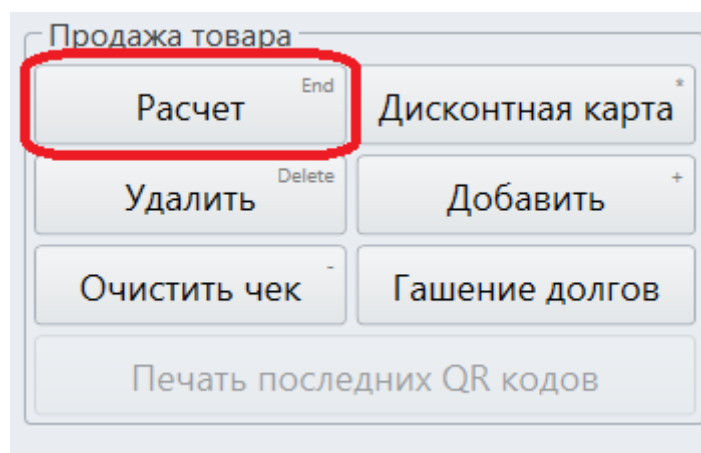 Продажа товара
End
Расчет
*
Дисконтная карта
Delete
Удалить
+
Добавить
-
Очистить чек
Гашение долгов
Печать последних QR кодов